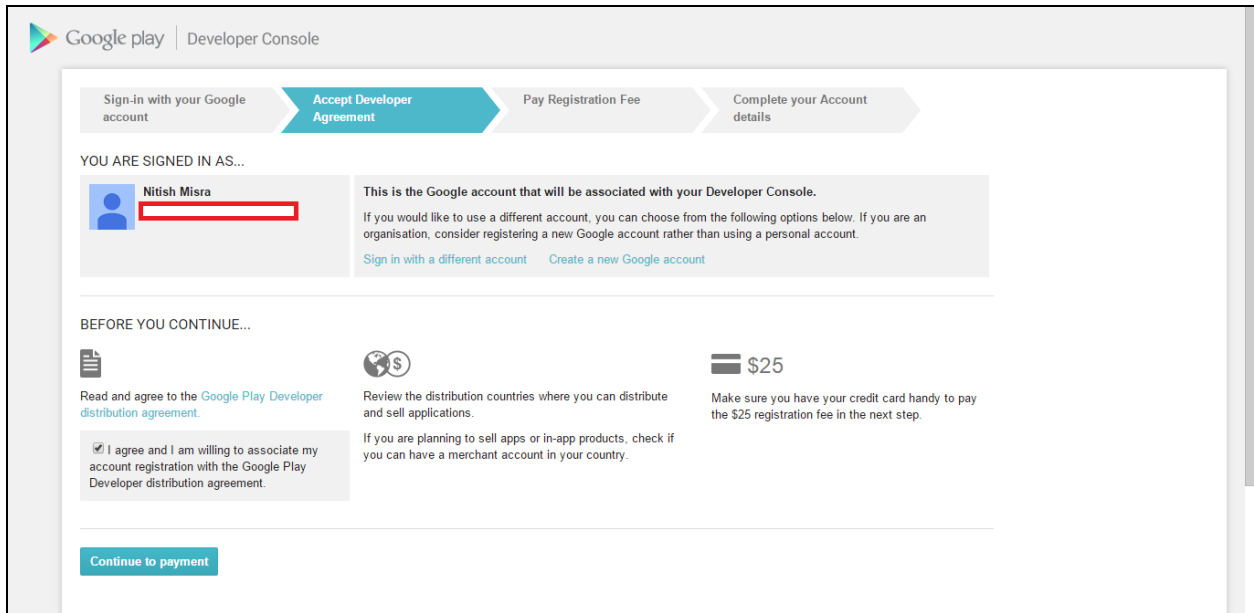 Google play | Developer Console
Sign-in with your Google
account
Accept Developer
Agreement
Pay Registration Fee
Complete your Account
details
YOU ARE SIGNED IN AS...
Nitish Misra
This is the Google account that will be associated with your Developer Console.
If you would like to use a different account, you can choose from the following options below. If you are an
organisation, consider registering a new Google account rather than using a personal account.
Sign in with a different account Create a new Google account
BEFORE YOU CONTINUE...
Read and agree to the Google Play Developer
distribution agreement.
I agree and I am willing to associate my
account registration with the Google Play
Developer distribution agreement.
$
Review the distribution countries where you can distribute
and sell applications.
If you are planning to sell apps or in-app products, check if
you can have a merchant account in your country.
$25
Make sure you have your credit card handy to pay
the $25 registration fee in the next step.
Continue to payment